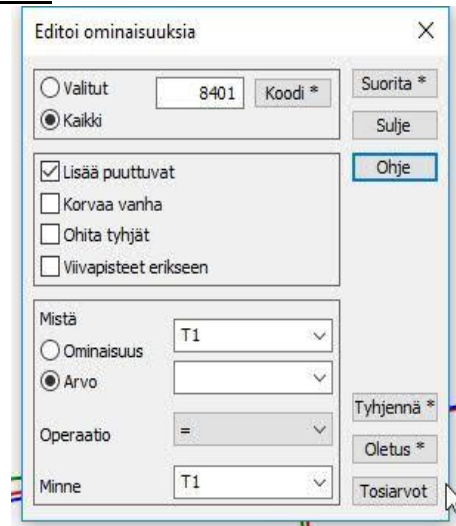 Editoi ominaisuuksia
Valitut 8401 Koodi * Suorita *
Kaikki Sulje
Lisää puuttuvat Ohje
Korvaa vanha
Ohita tyhjät
Viivapisteet erikseen
Mistä
T1
Ominaisuus
Arvo
Tyhjennä *
Operaatio =
Oletus *
Minne T1 Tosiarvot